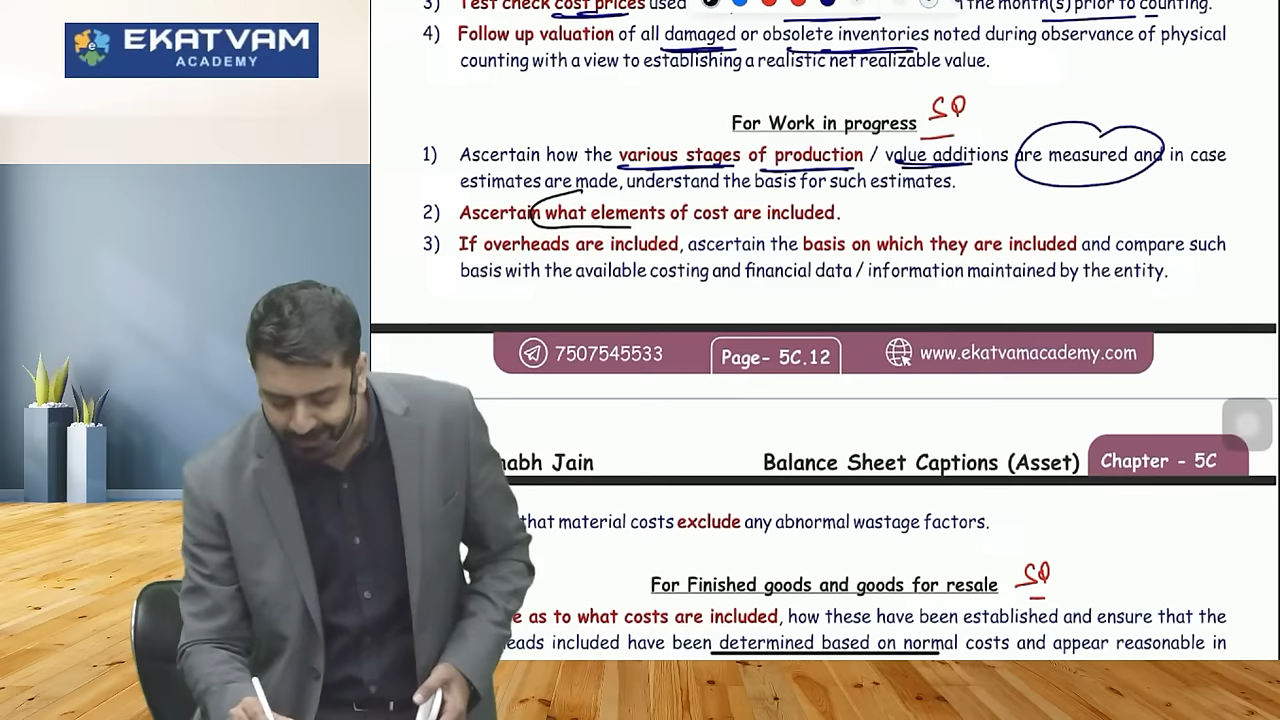 EKATVAM
ACADEMY
3) Test check cost prices used the month(s) prior to counting.
4) Follow up valuation of all damaged or obsolete inventories noted during observance of physical
counting with a view to establishing a realistic net realizable value.
For Work in progress SQ
1) Ascertain how the various stages of production / value additions are measured and in case
estimates are made, understand the basis for such estimates.
2) Ascertain what elements of cost are included.
3) If overheads are included, ascertain the basis on which they are included and compare such
basis with the available costing and financial data / information maintained by the entity.
7507545533 Page- 5C.12 www.ekatvamacademy.com
Jain Balance Sheet Captions (Asset) Chapter - 5C
that material costs exclude any abnormal wastage factors.
For Finished goods and goods for resale SQ
as to what costs are included, how these have been established and ensure that the
included have been determined based on normal costs and appear reasonable in